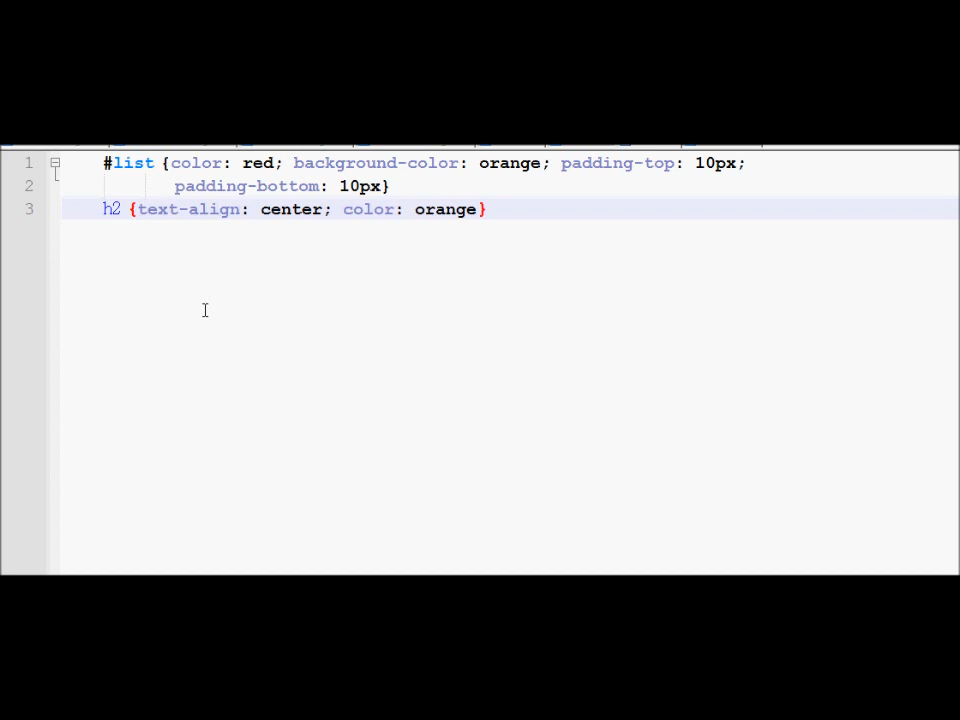 1 #list {color: red; background-color: orange; padding-top: 10px;
2 padding-bottom: 10px}
3 h2 {text-align: center; color: orange}